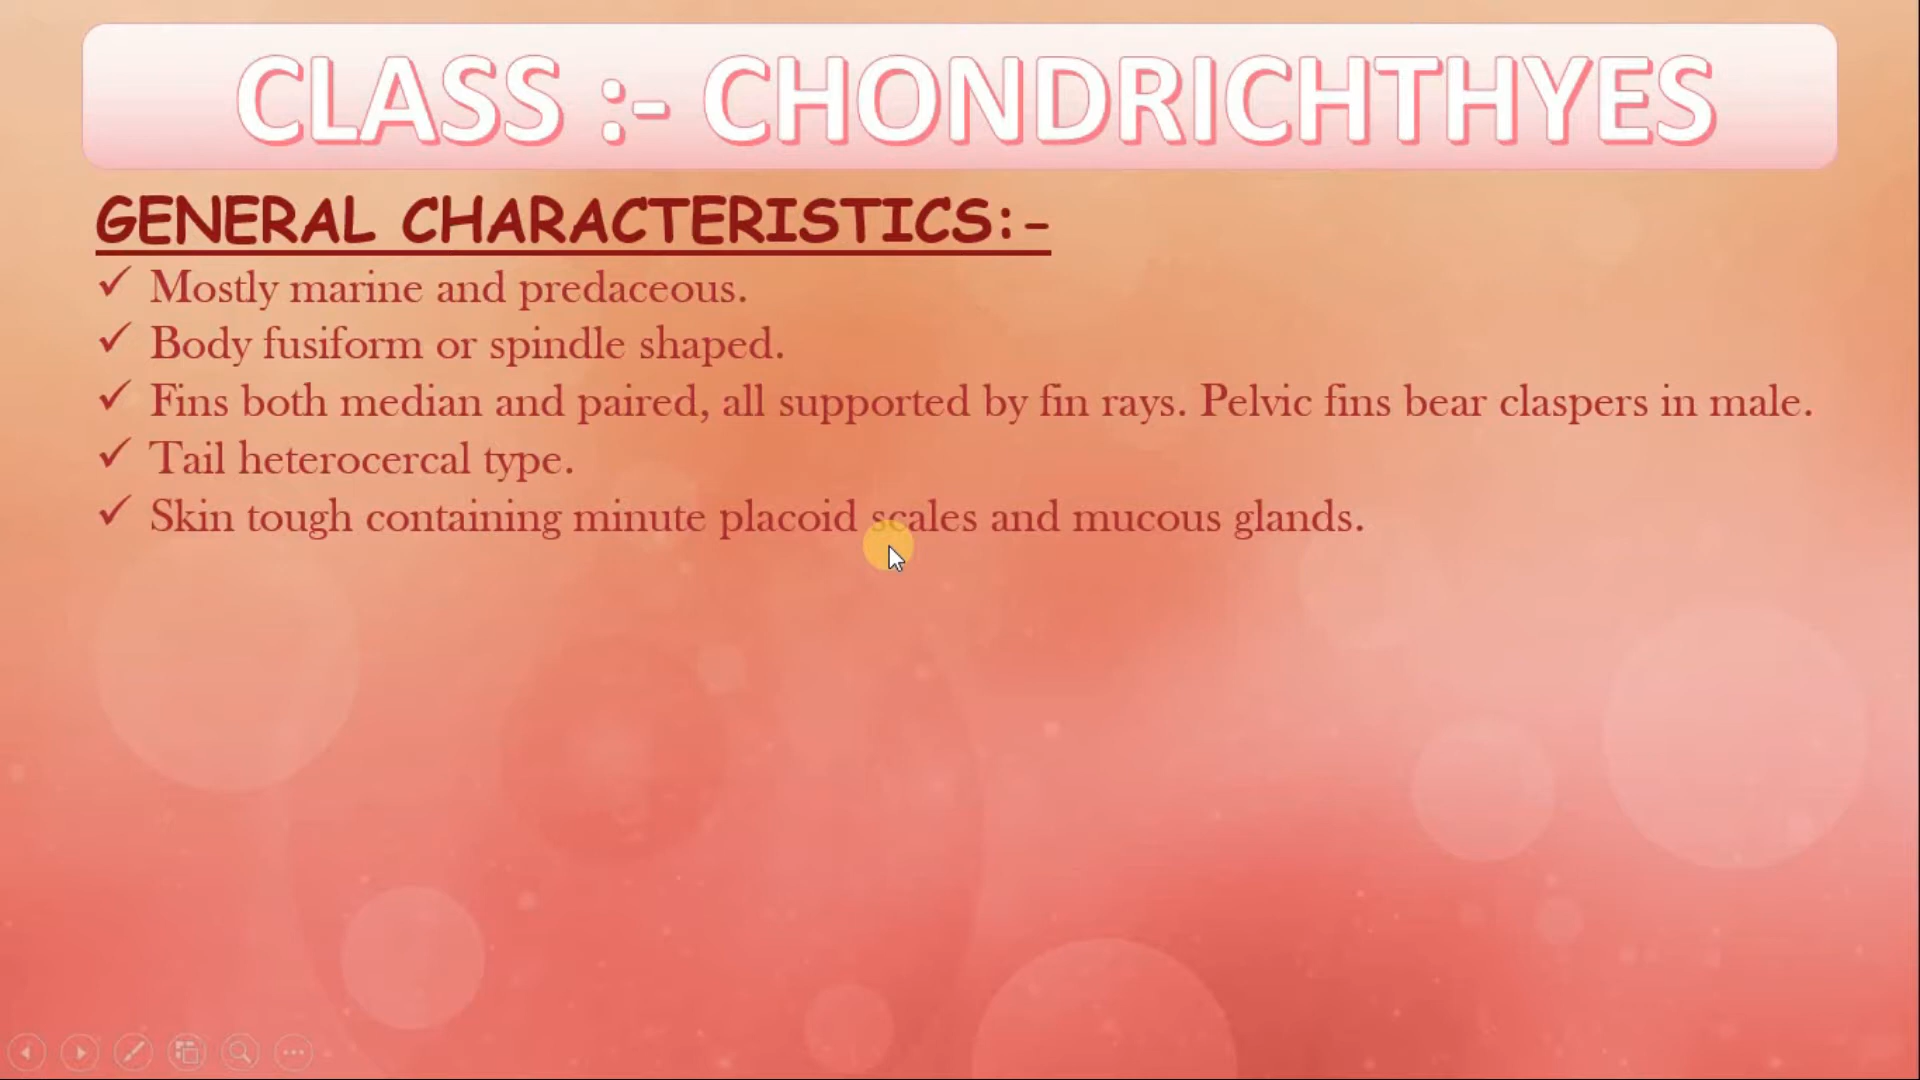 CLASS :- CHONDRICHTHYES
GENERAL CHARACTERISTICS:-
✓ Mostly marine and predaceous.
✓ Body fusiform or spindle shaped.
✓ Fins both median and paired, all supported by fin rays. Pelvic fins bear claspers in male.
✓ Tail heterocercal type.
✓ Skin tough containing minute placoid scales and mucous glands.